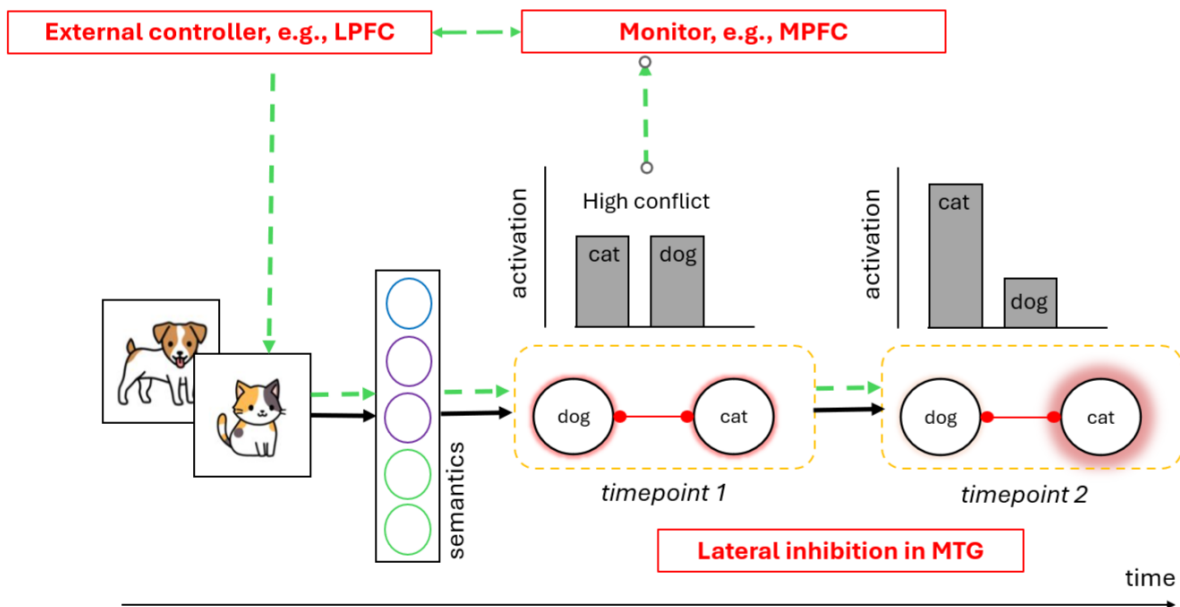 External controller, e.g., LPFC
Monitor, e.g., MPFC
activation
High conflict
cat
dog
activation
cat
dog
semantics
dog
cat
timepoint 1
dog
cat
timepoint 2
Lateral inhibition in MTG
time